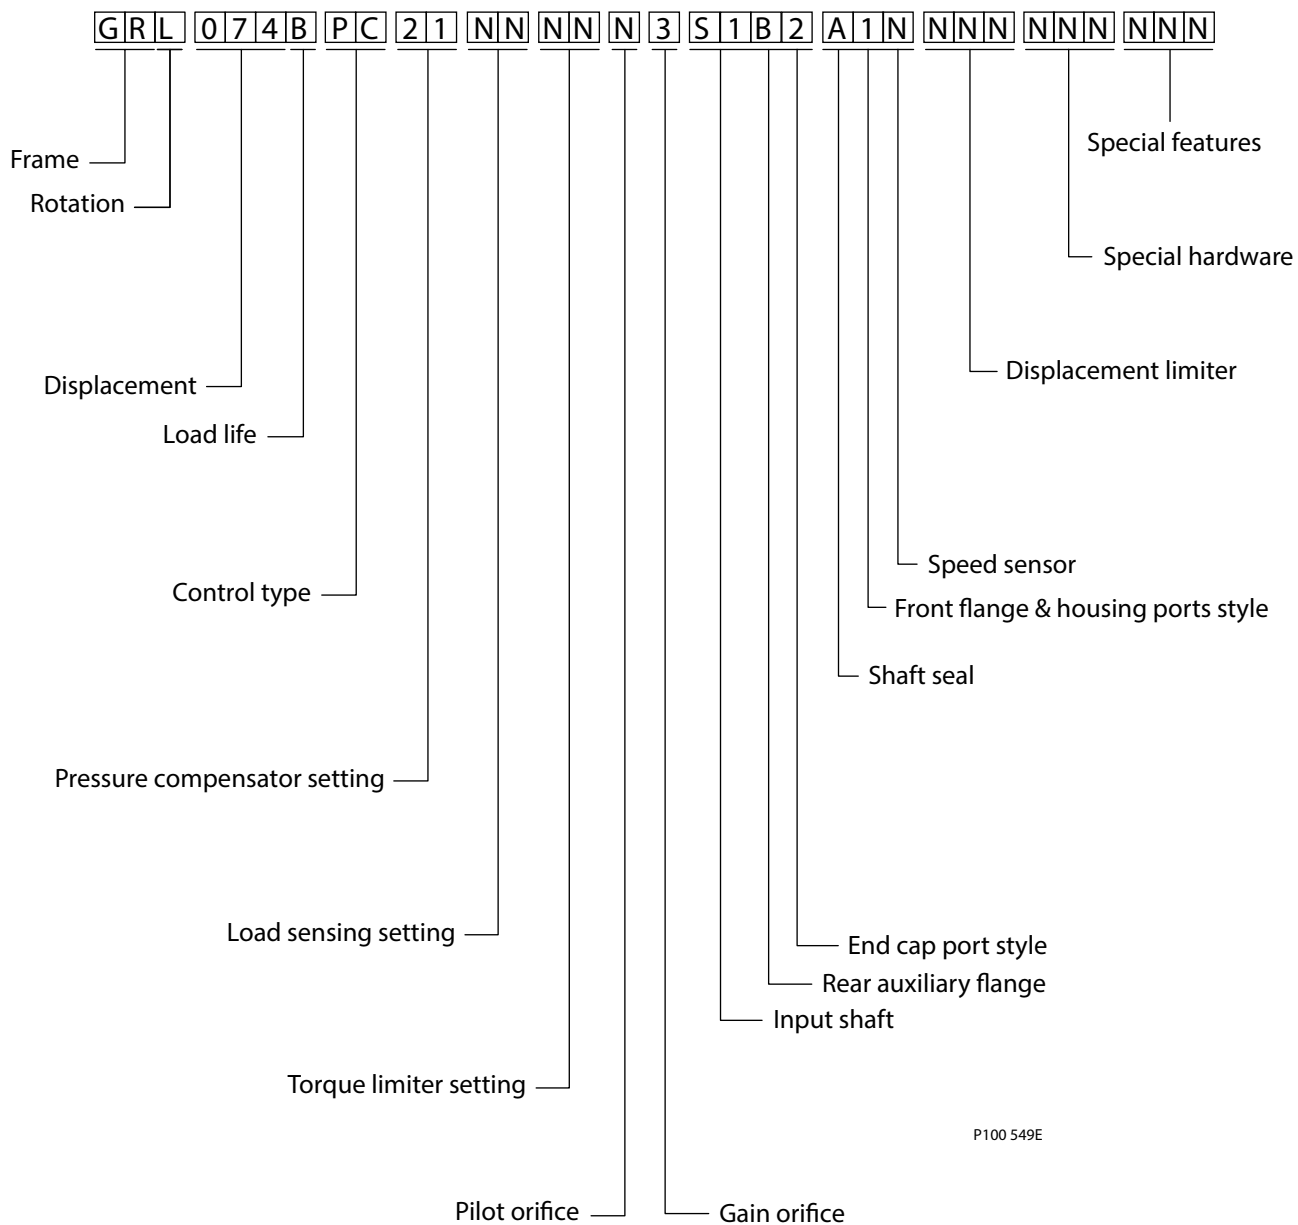 GRL 074B PC 21 NN NN N 3 S1B2 A1N NNN NNN NNN
Special features
Frame
Rotation
Special hardware
Displacement limiter
Displacement
Load life
Speed sensor
Control type
Front flange & housing ports style
Shaft seal
Pressure compensator setting
Load sensing setting
End cap port style
Rear auxiliary flange
Input shaft
Torque limiter setting
P100 549E
Pilot orifice
Gain orifice